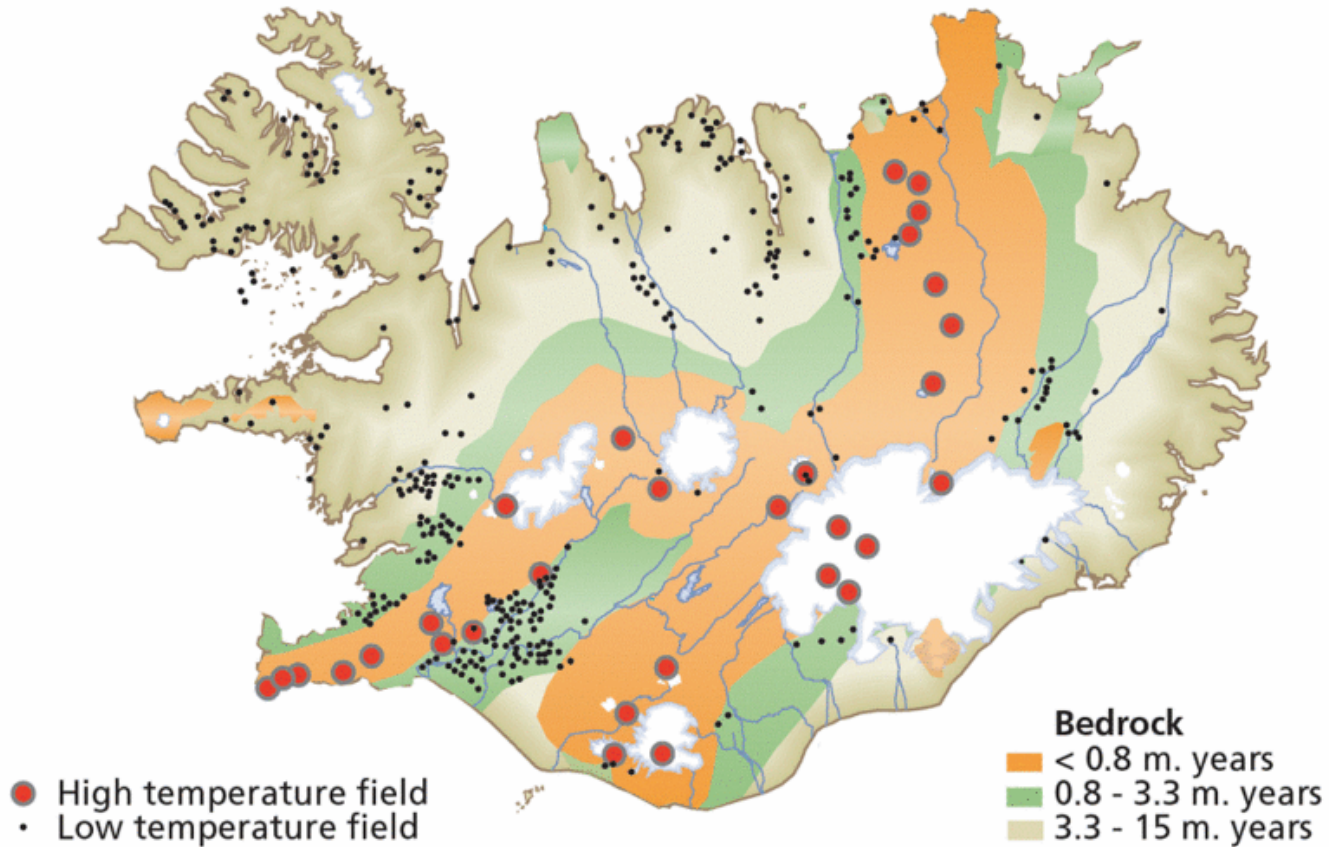 Bedrock
< 0.8 m. years
0.8 - 3.3 m. years
3.3 - 15 m. years
High temperature field
Low temperature field